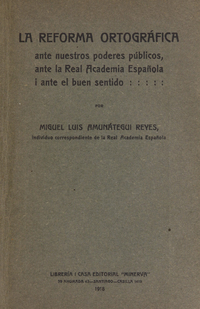 LA REFORMA ORTOGRÁFICA
ante nuestros poderes públicos,
ante la Real Academia Española
i ante el buen sentido : : : : :
POR
MIGUEL LUIS AMUNÁTEGUI REYES,
Individuo correspondiente de la Real Academia Española
LIBRERÍA I CASA EDITORIAL "MINERVA"